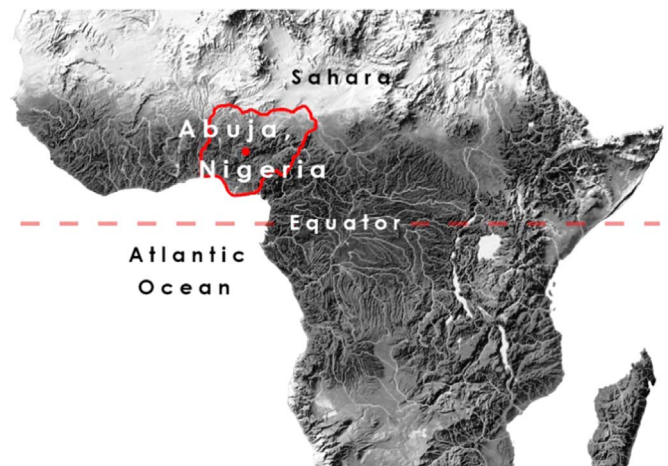 Sahara
Abuja,
Nigeria
Equator
Atlantic
Ocean